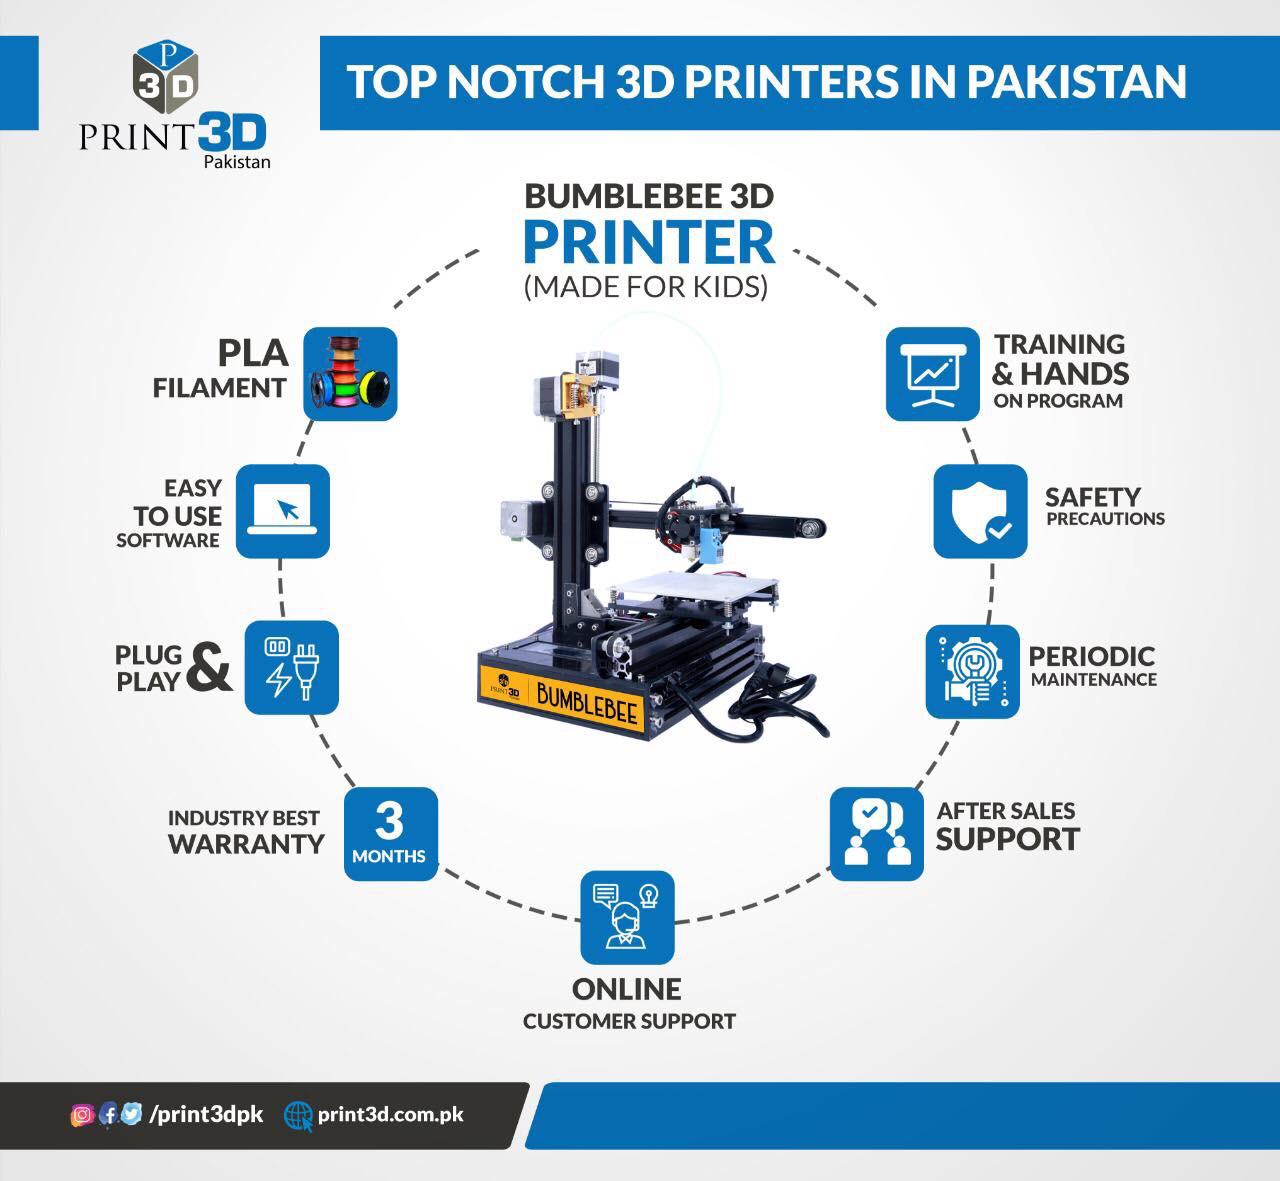 P
3D
PRINT3D
Pakistan
TOP NOTCH 3D PRINTERS IN PAKISTAN
BUMBLEBEE 3D
PRINTER
(MADE FOR KIDS)
PLA
FILAMENT
EASY
TO USE
SOFTWARE
PLUG &
PLAY
INDUSTRY BEST
WARRANTY
3
MONTHS
ONLINE
CUSTOMER SUPPORT
AFTER SALES
SUPPORT
PERIODIC
MAINTENANCE
SAFETY
PRECAUTIONS
TRAINING
& HANDS
ON PROGRAM
PRINT3D
BUMBLEBEE
/print3dpk
print3d.com.pk